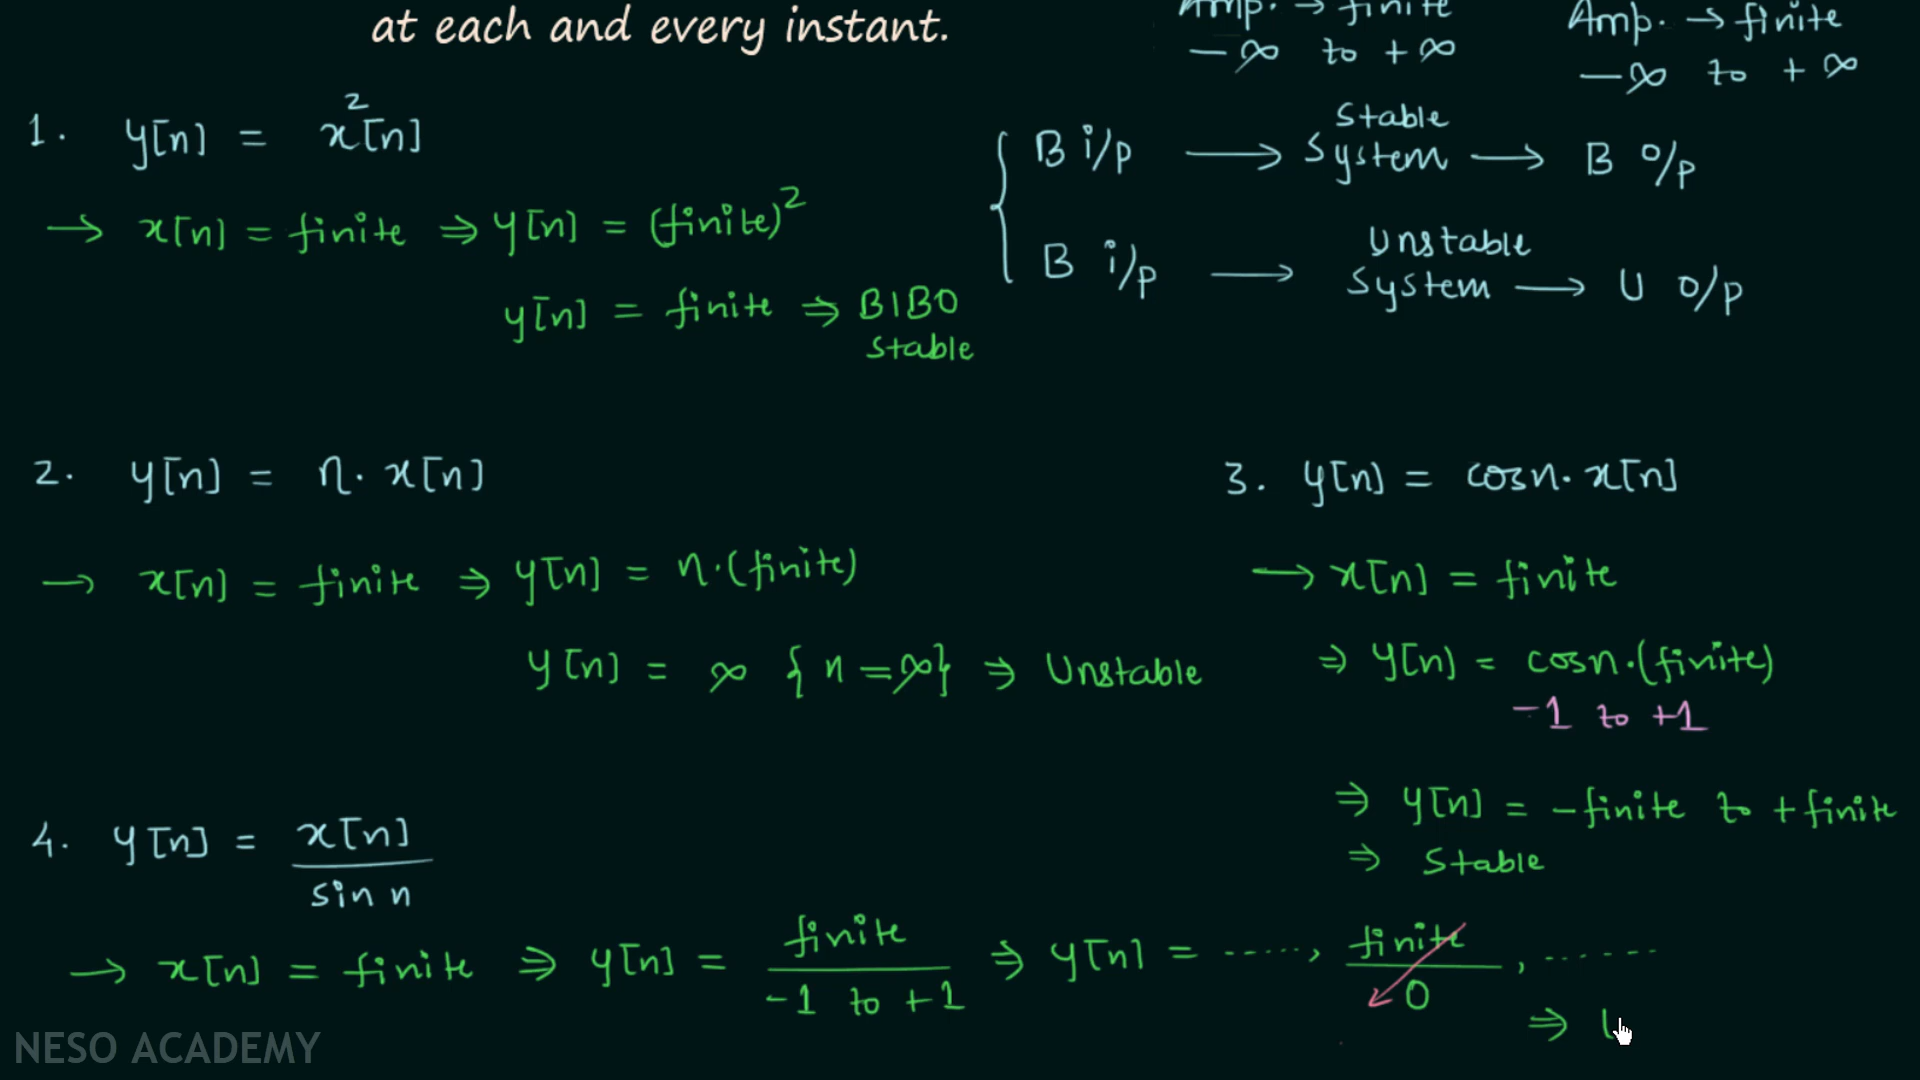 at each and every instant.
Amp. → finite
− ∞ to + ∞
Amp. → finite
− ∞ to + ∞
1. y[n] = x²[n]
→ x[n] = finite ⇒ y[n] = (finite)²
y[n] = finite ⇒ BIBO
Stable
B i/p → Stable System → B o/p
B i/p → Unstable System → U o/p
2. y[n] = n. x[n]
→ x[n] = finite ⇒ y[n] = n.(finite)
y[n] = ∞ { n = ∞} ⇒ Unstable
3. y[n] = cosn. x[n]
→ x[n] = finite
⇒ y[n] = cosn.(finite)
-1 to +1
⇒ y[n] = -finite to +finite
⇒ Stable
4. y[n] = x[n] / sin n
→ x[n] = finite ⇒ y[n] = finite / -1 to +1 ⇒ y[n] = ....., finite / 0 , .......
⇒
NESO ACADEMY